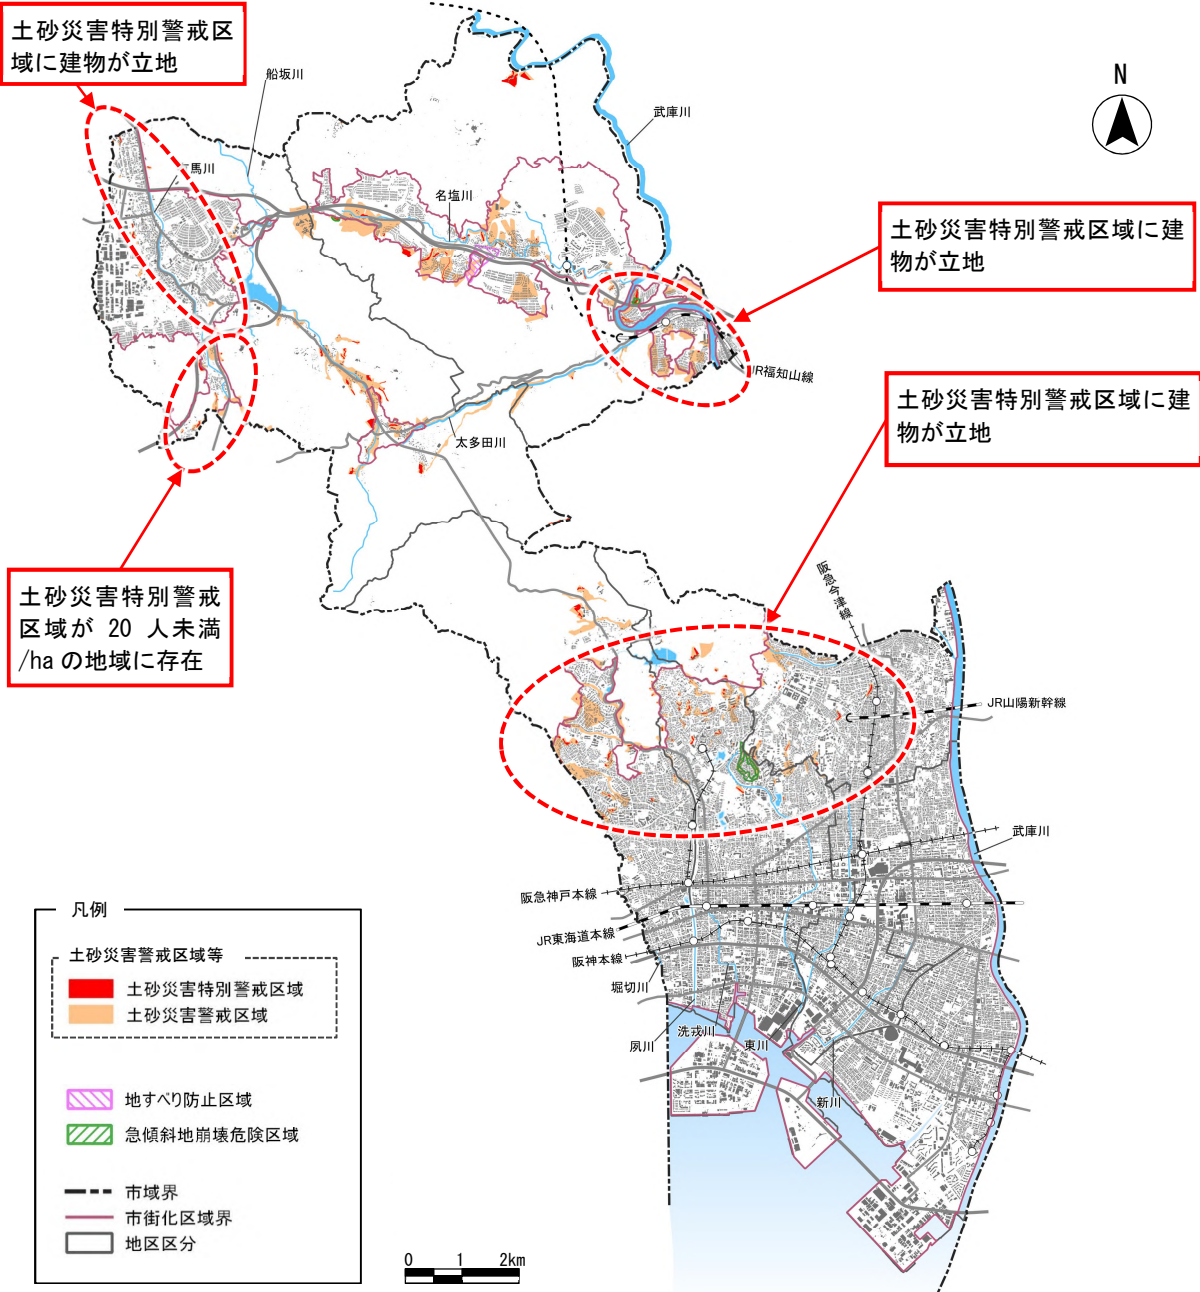 土砂災害特別警戒区
域に建物が立地
船坂川
武庫川
N
馬川
名塩川
土砂災害特別警戒区域に建
物が立地
JR福知山線
土砂災害特別警戒区域に建
物が立地
太多田川
土砂災害特別警戒
区域が 20 人未満
/ha の地域に存在
阪急今津線
JR山陽新幹線
武庫川
阪急神戸本線
JR東海道本線
阪神本線
堀切川
夙川
洗戎川
東川
新川
凡例
土砂災害警戒区域等
土砂災害特別警戒区域
土砂災害警戒区域
地すべり防止区域
急傾斜地崩壊危険区域
市域界
市街化区域界
地区区分
0 1 2km